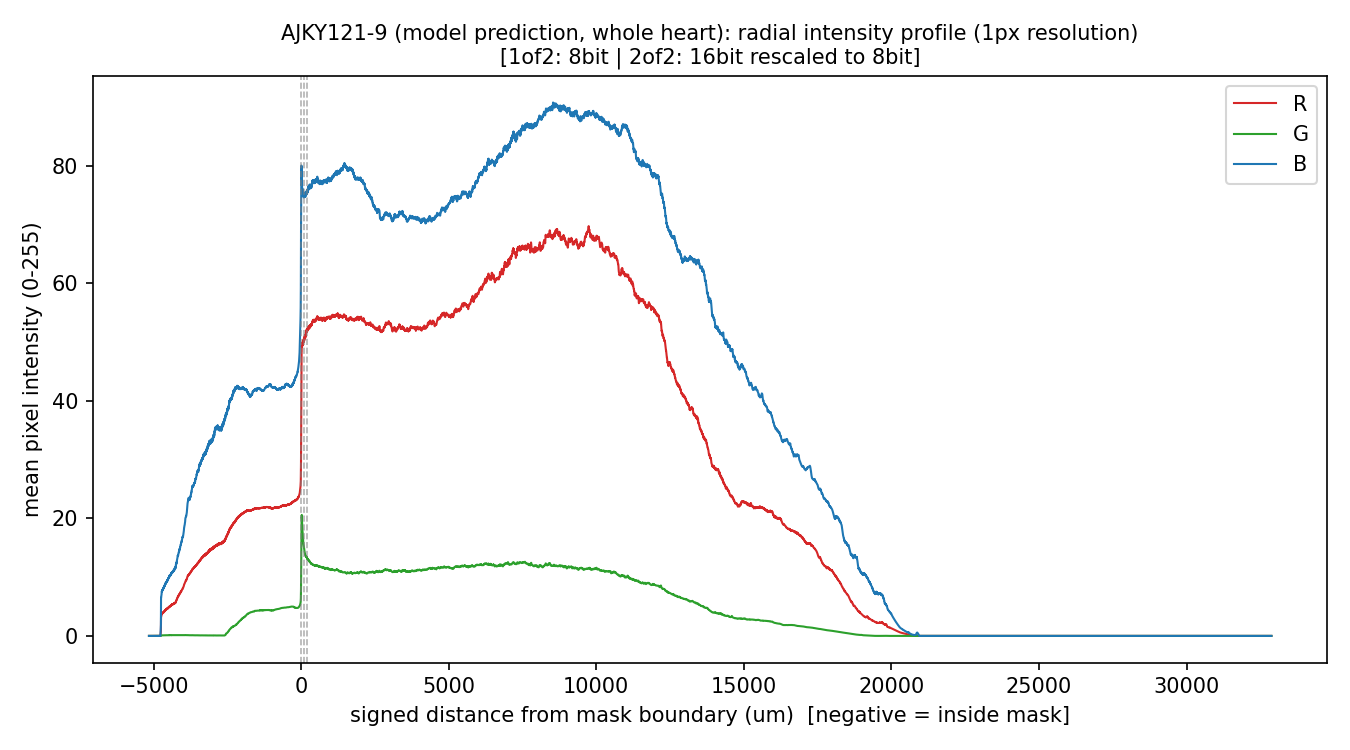 AJKY121-9 (model prediction, whole heart): radial intensity profile (1px resolution)
[1of2: 8bit | 2of2: 16bit rescaled to 8bit]
R
G
B
mean pixel intensity (0-255)
80
60
40
20
0
−5000 0 5000 10000 15000 20000 25000 30000
signed distance from mask boundary (um)  [negative = inside mask]